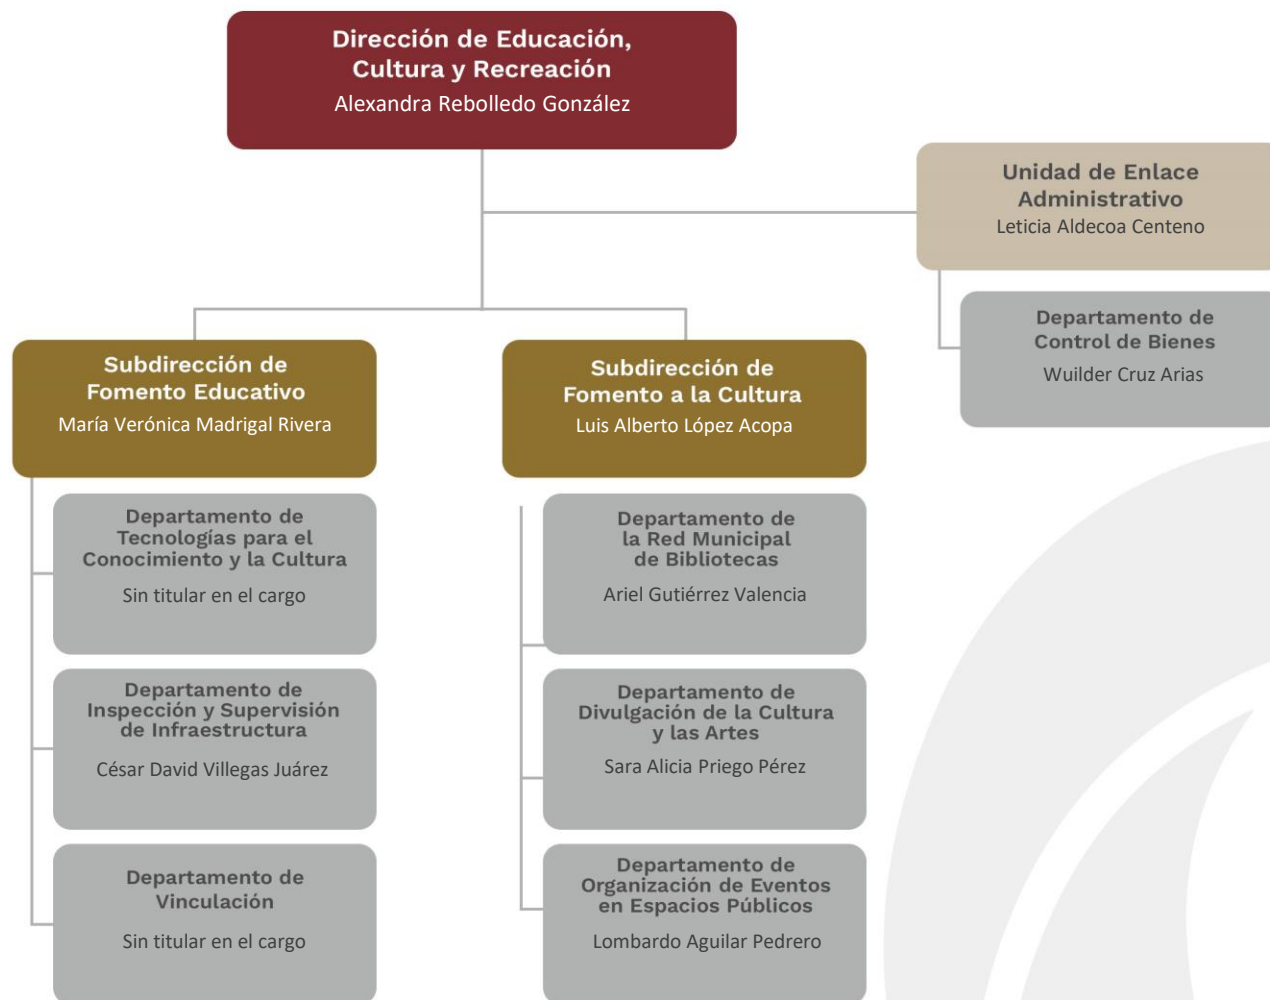 Dirección de Educación,
Cultura y Recreación
Alexandra Rebolledo González
Unidad de Enlace
Administrativo
Leticia Aldecoa Centeno
Departamento de
Control de Bienes
Wuilder Cruz Arias
Subdirección de
Fomento Educativo
María Verónica Madrigal Rivera
Subdirección de
Fomento a la Cultura
Luis Alberto López Acopa
Departamento de
Tecnologías para el
Conocimiento y la Cultura
Sin titular en el cargo
Departamento de
Inspección y Supervisión
de Infraestructura
César David Villegas Juárez
Departamento de
Vinculación
Sin titular en el cargo
Departamento de
la Red Municipal
de Bibliotecas
Ariel Gutiérrez Valencia
Departamento de
Divulgación de la Cultura
y las Artes
Sara Alicia Priego Pérez
Departamento de
Organización de Eventos
en Espacios Públicos
Lombardo Aguilar Pedrero